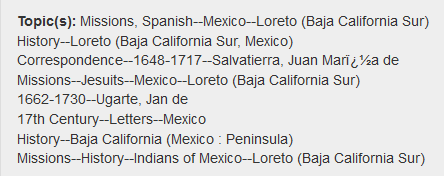 Topic(s): Missions, Spanish--Mexico--Loreto (Baja California Sur)
History--Loreto (Baja California Sur, Mexico)
Correspondence--1648-1717--Salvatierra, Juan Marï¿½a de
Missions--Jesuits--Mexico--Loreto (Baja California Sur)
1662-1730--Ugarte, Jan de
17th Century--Letters--Mexico
History--Baja California (Mexico : Peninsula)
Missions--History--Indians of Mexico--Loreto (Baja California Sur)